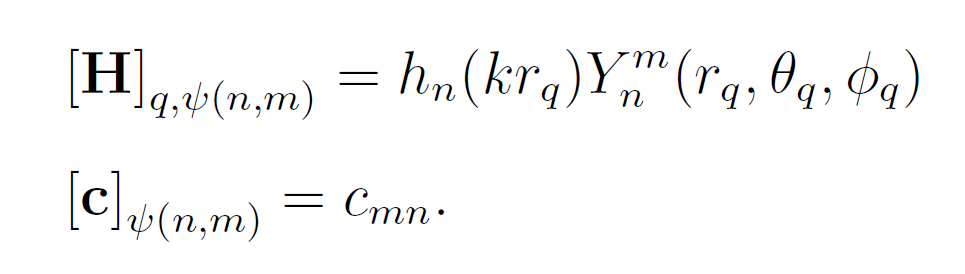 [𝐇]_{q,ψ(n,m)} = h_n(kr_q)Y_n^m(r_q, θ_q, ϕ_q)
[𝐜]_{ψ(n,m)} = c_{mn}.